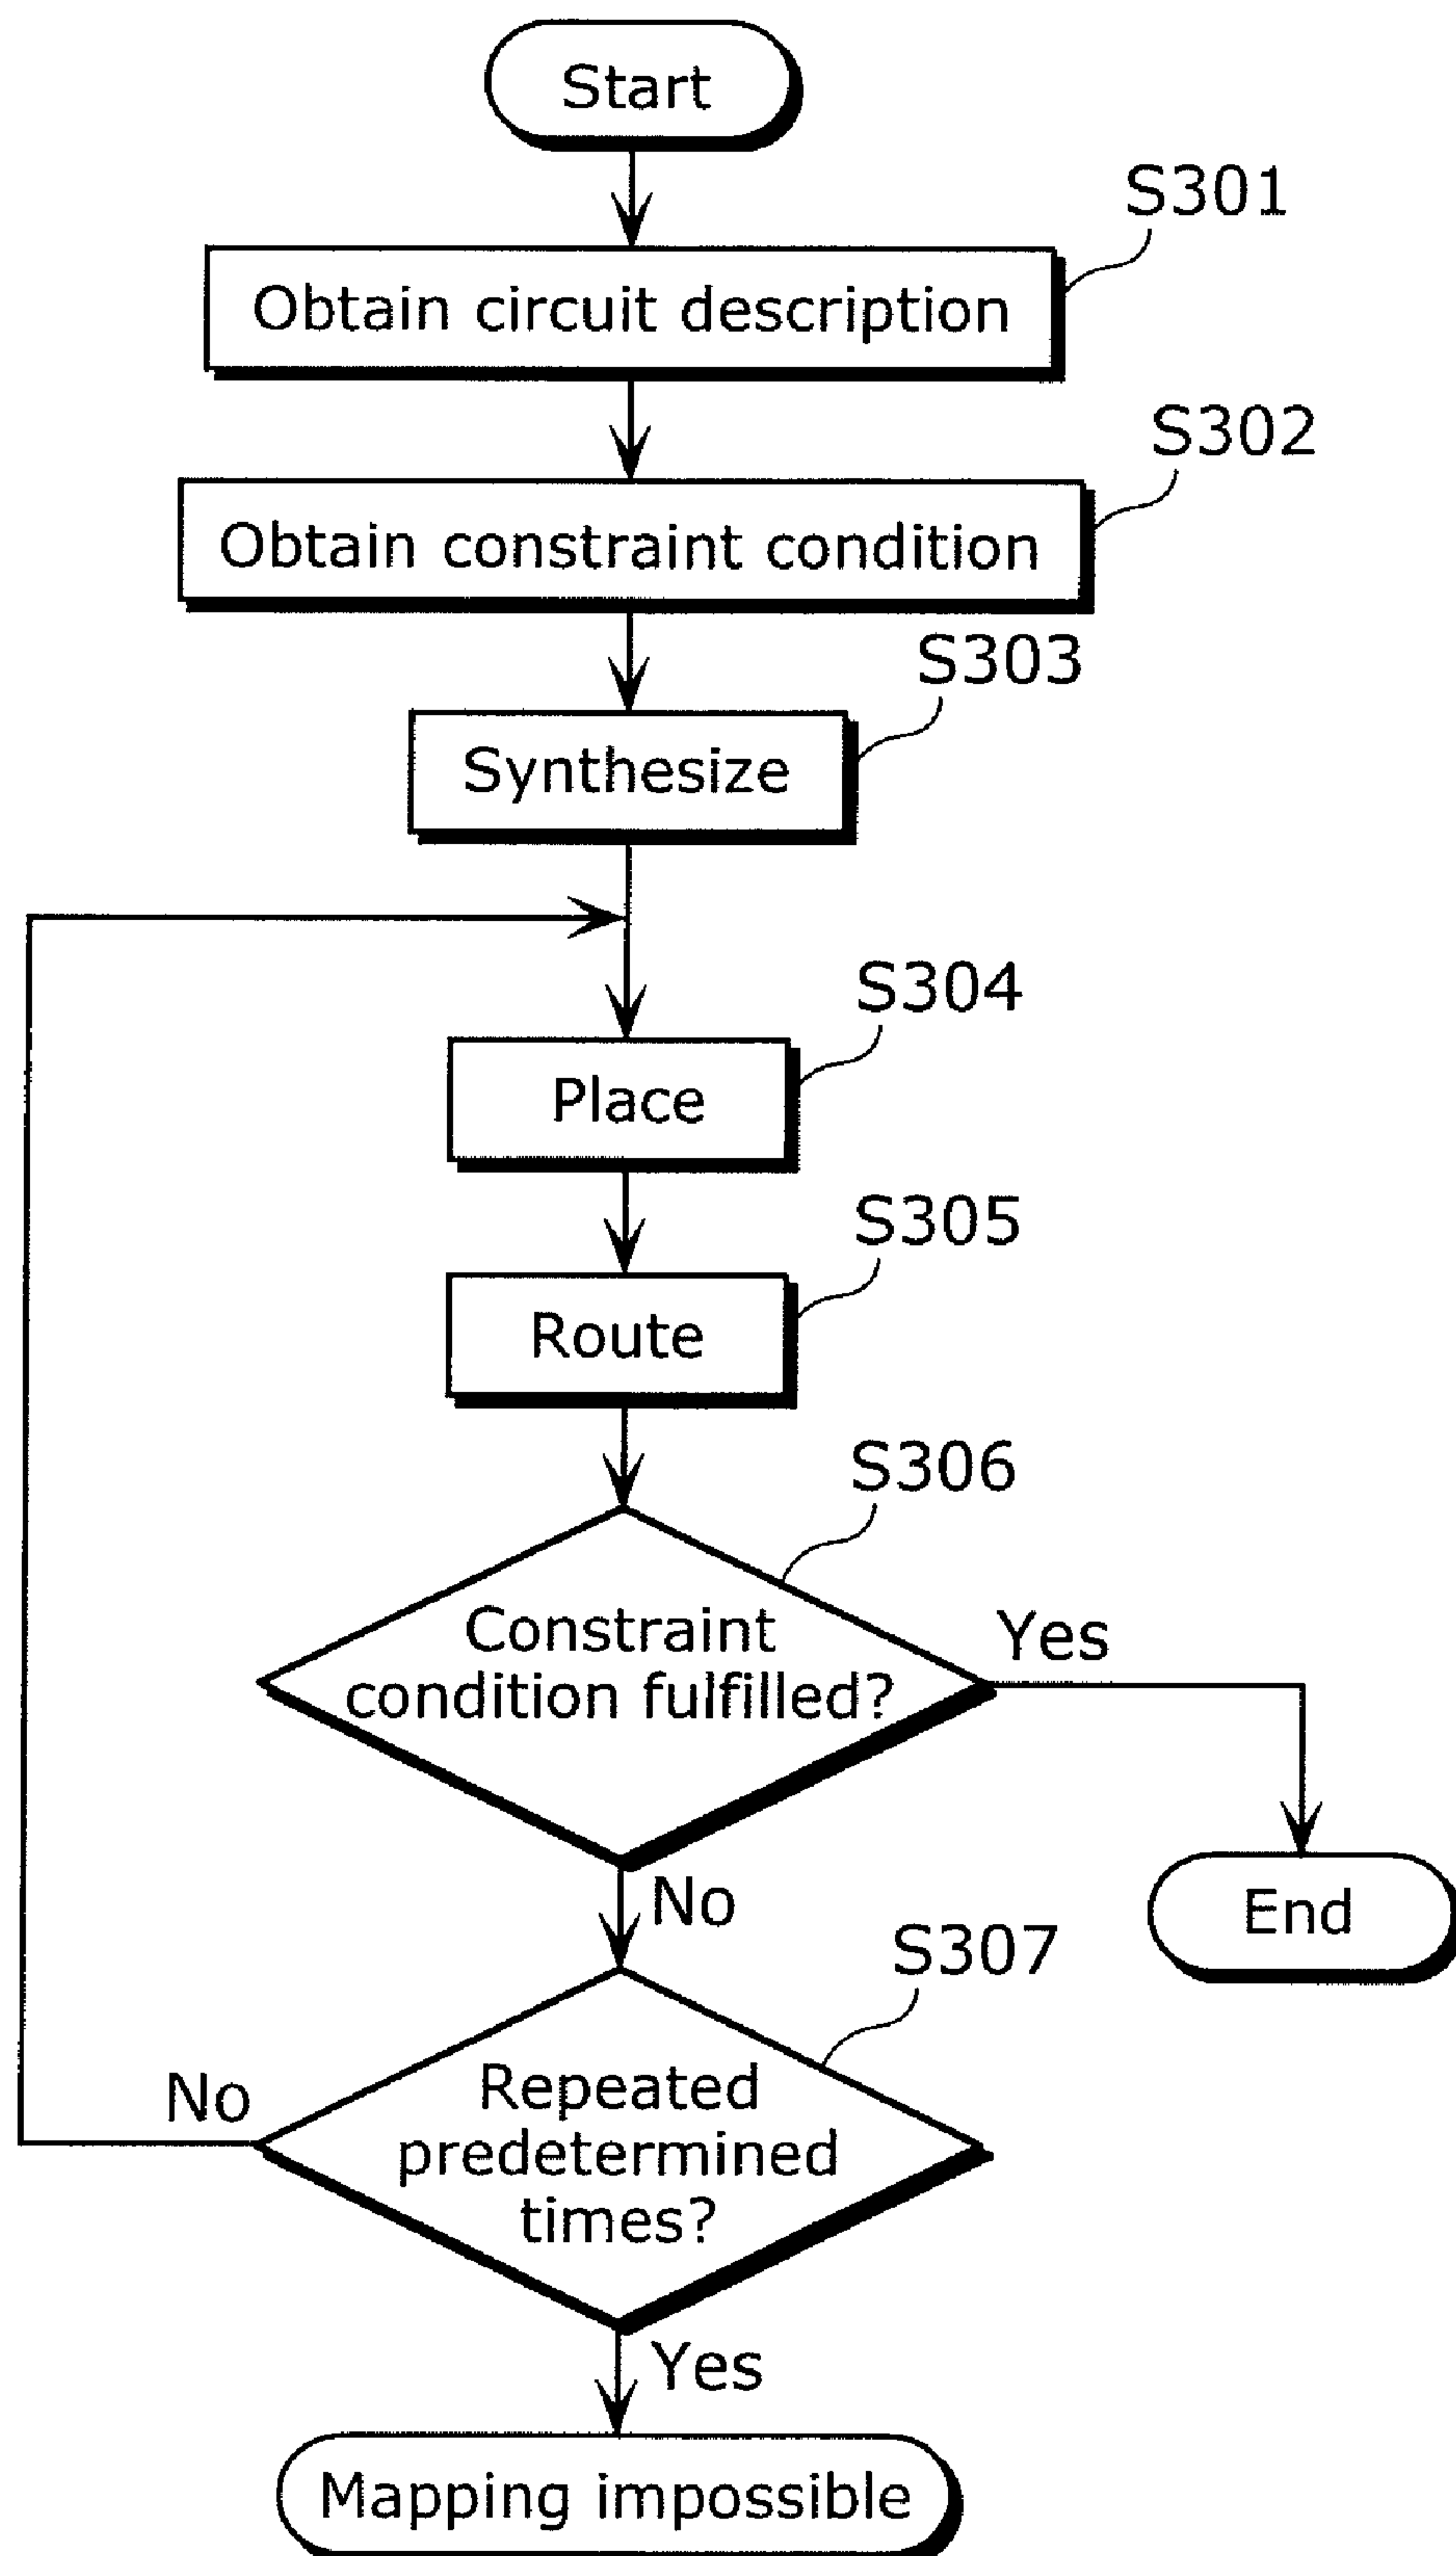 Start
S301
Obtain circuit description
S302
Obtain constraint condition
S303
Synthesize
S304
Place
S305
Route
S306
Constraint
condition fulfilled?
Yes
No
End
S307
Repeated
predetermined
times?
No
Yes
Mapping impossible